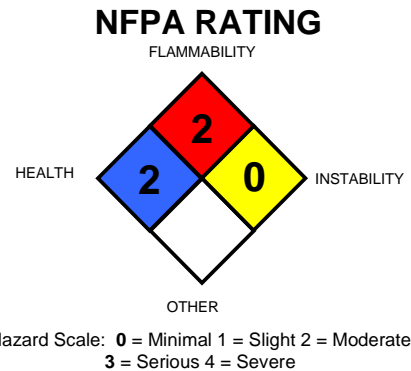 NFPA RATING
FLAMMABILITY
2
HEALTH 2 0 INSTABILITY
OTHER
lazard Scale: 0 = Minimal 1 = Slight 2 = Moderate
3 = Serious 4 = Severe